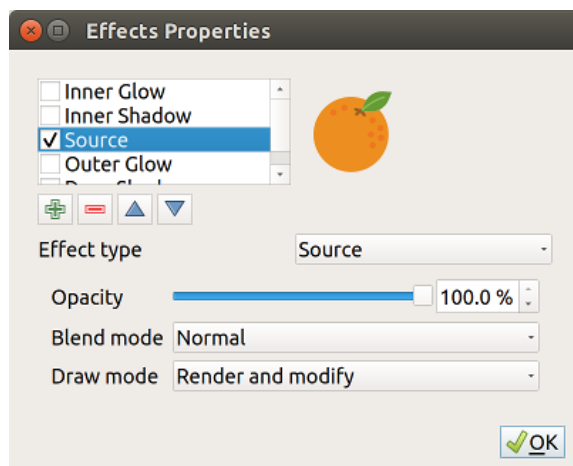 Effects Properties
Inner Glow
Inner Shadow
Source
Outer Glow
Effect type Source
Opacity 100.0 %
Blend mode Normal
Draw mode Render and modify
OK